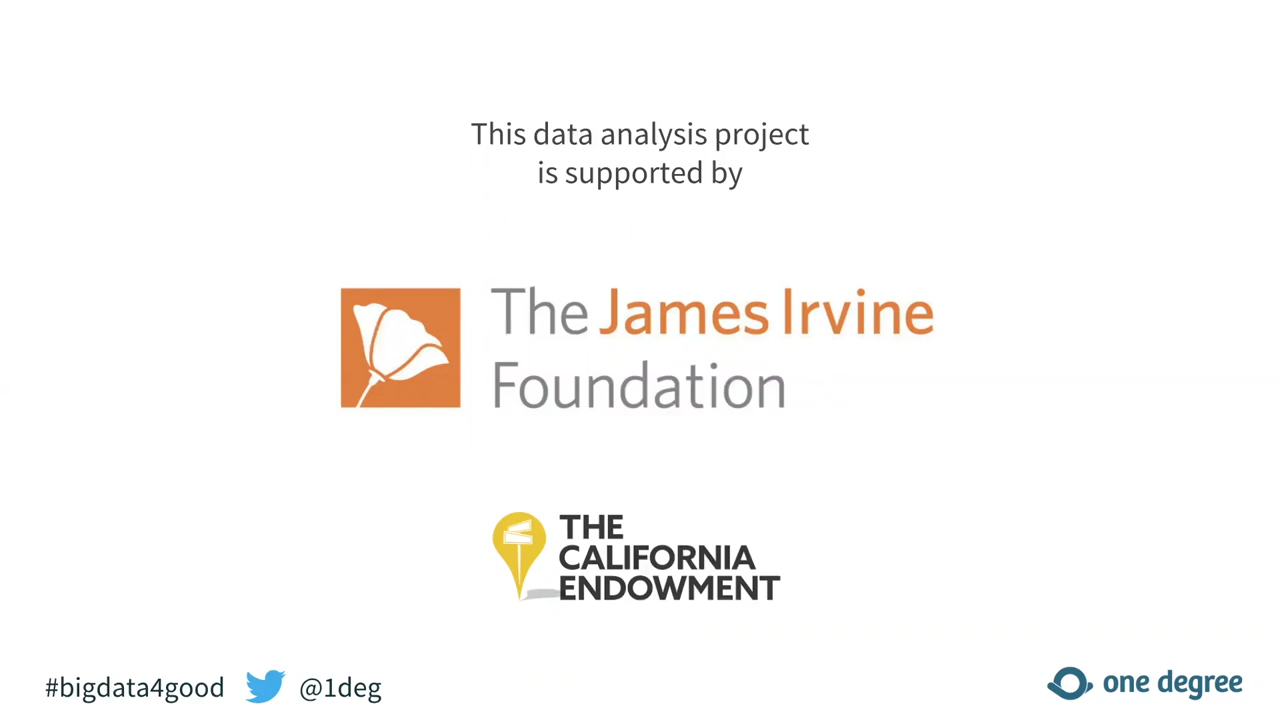 This data analysis project
is supported by
The James Irvine
Foundation
THE
CALIFORNIA
ENDOWMENT
#bigdata4good @1deg
one degree